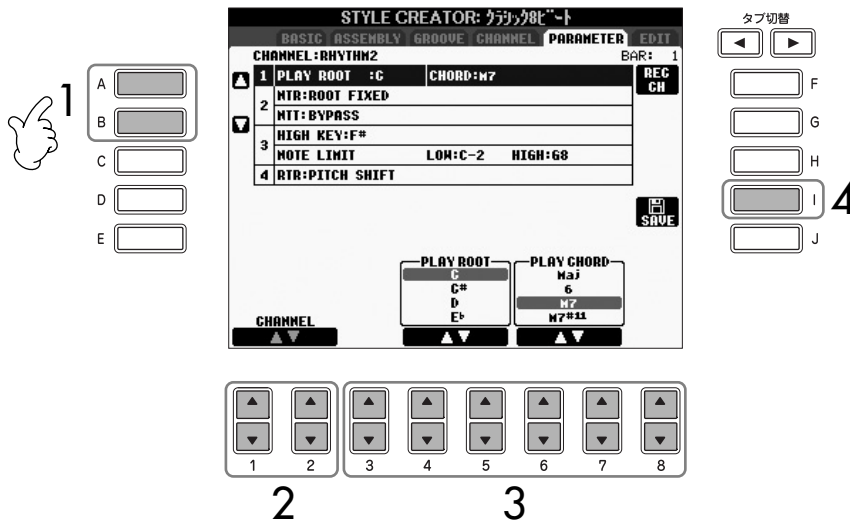 STYLE CREATOR: クラシック8ビート
BASIC ASSEMBLY GROOVE CHANNEL PARAMETER EDIT
CHANNEL:RHYTHM2 BAR: 1
1 PLAY ROOT :C CHORD:M7
REC CH
2 NTR:ROOT FIXED
NTT:BYPASS
3 HIGH KEY:F#
NOTE LIMIT LOW:C-2 HIGH:G8
4 RTR:PITCH SHIFT
SAVE
PLAY ROOT
C
C#
D
E♭
PLAY CHORD
Maj
6
M7
M7#11
CHANNEL
タブ切替
A
B
C
D
E
F
G
H
I
J
1
4
1 2 3 4 5 6 7 8
2 3